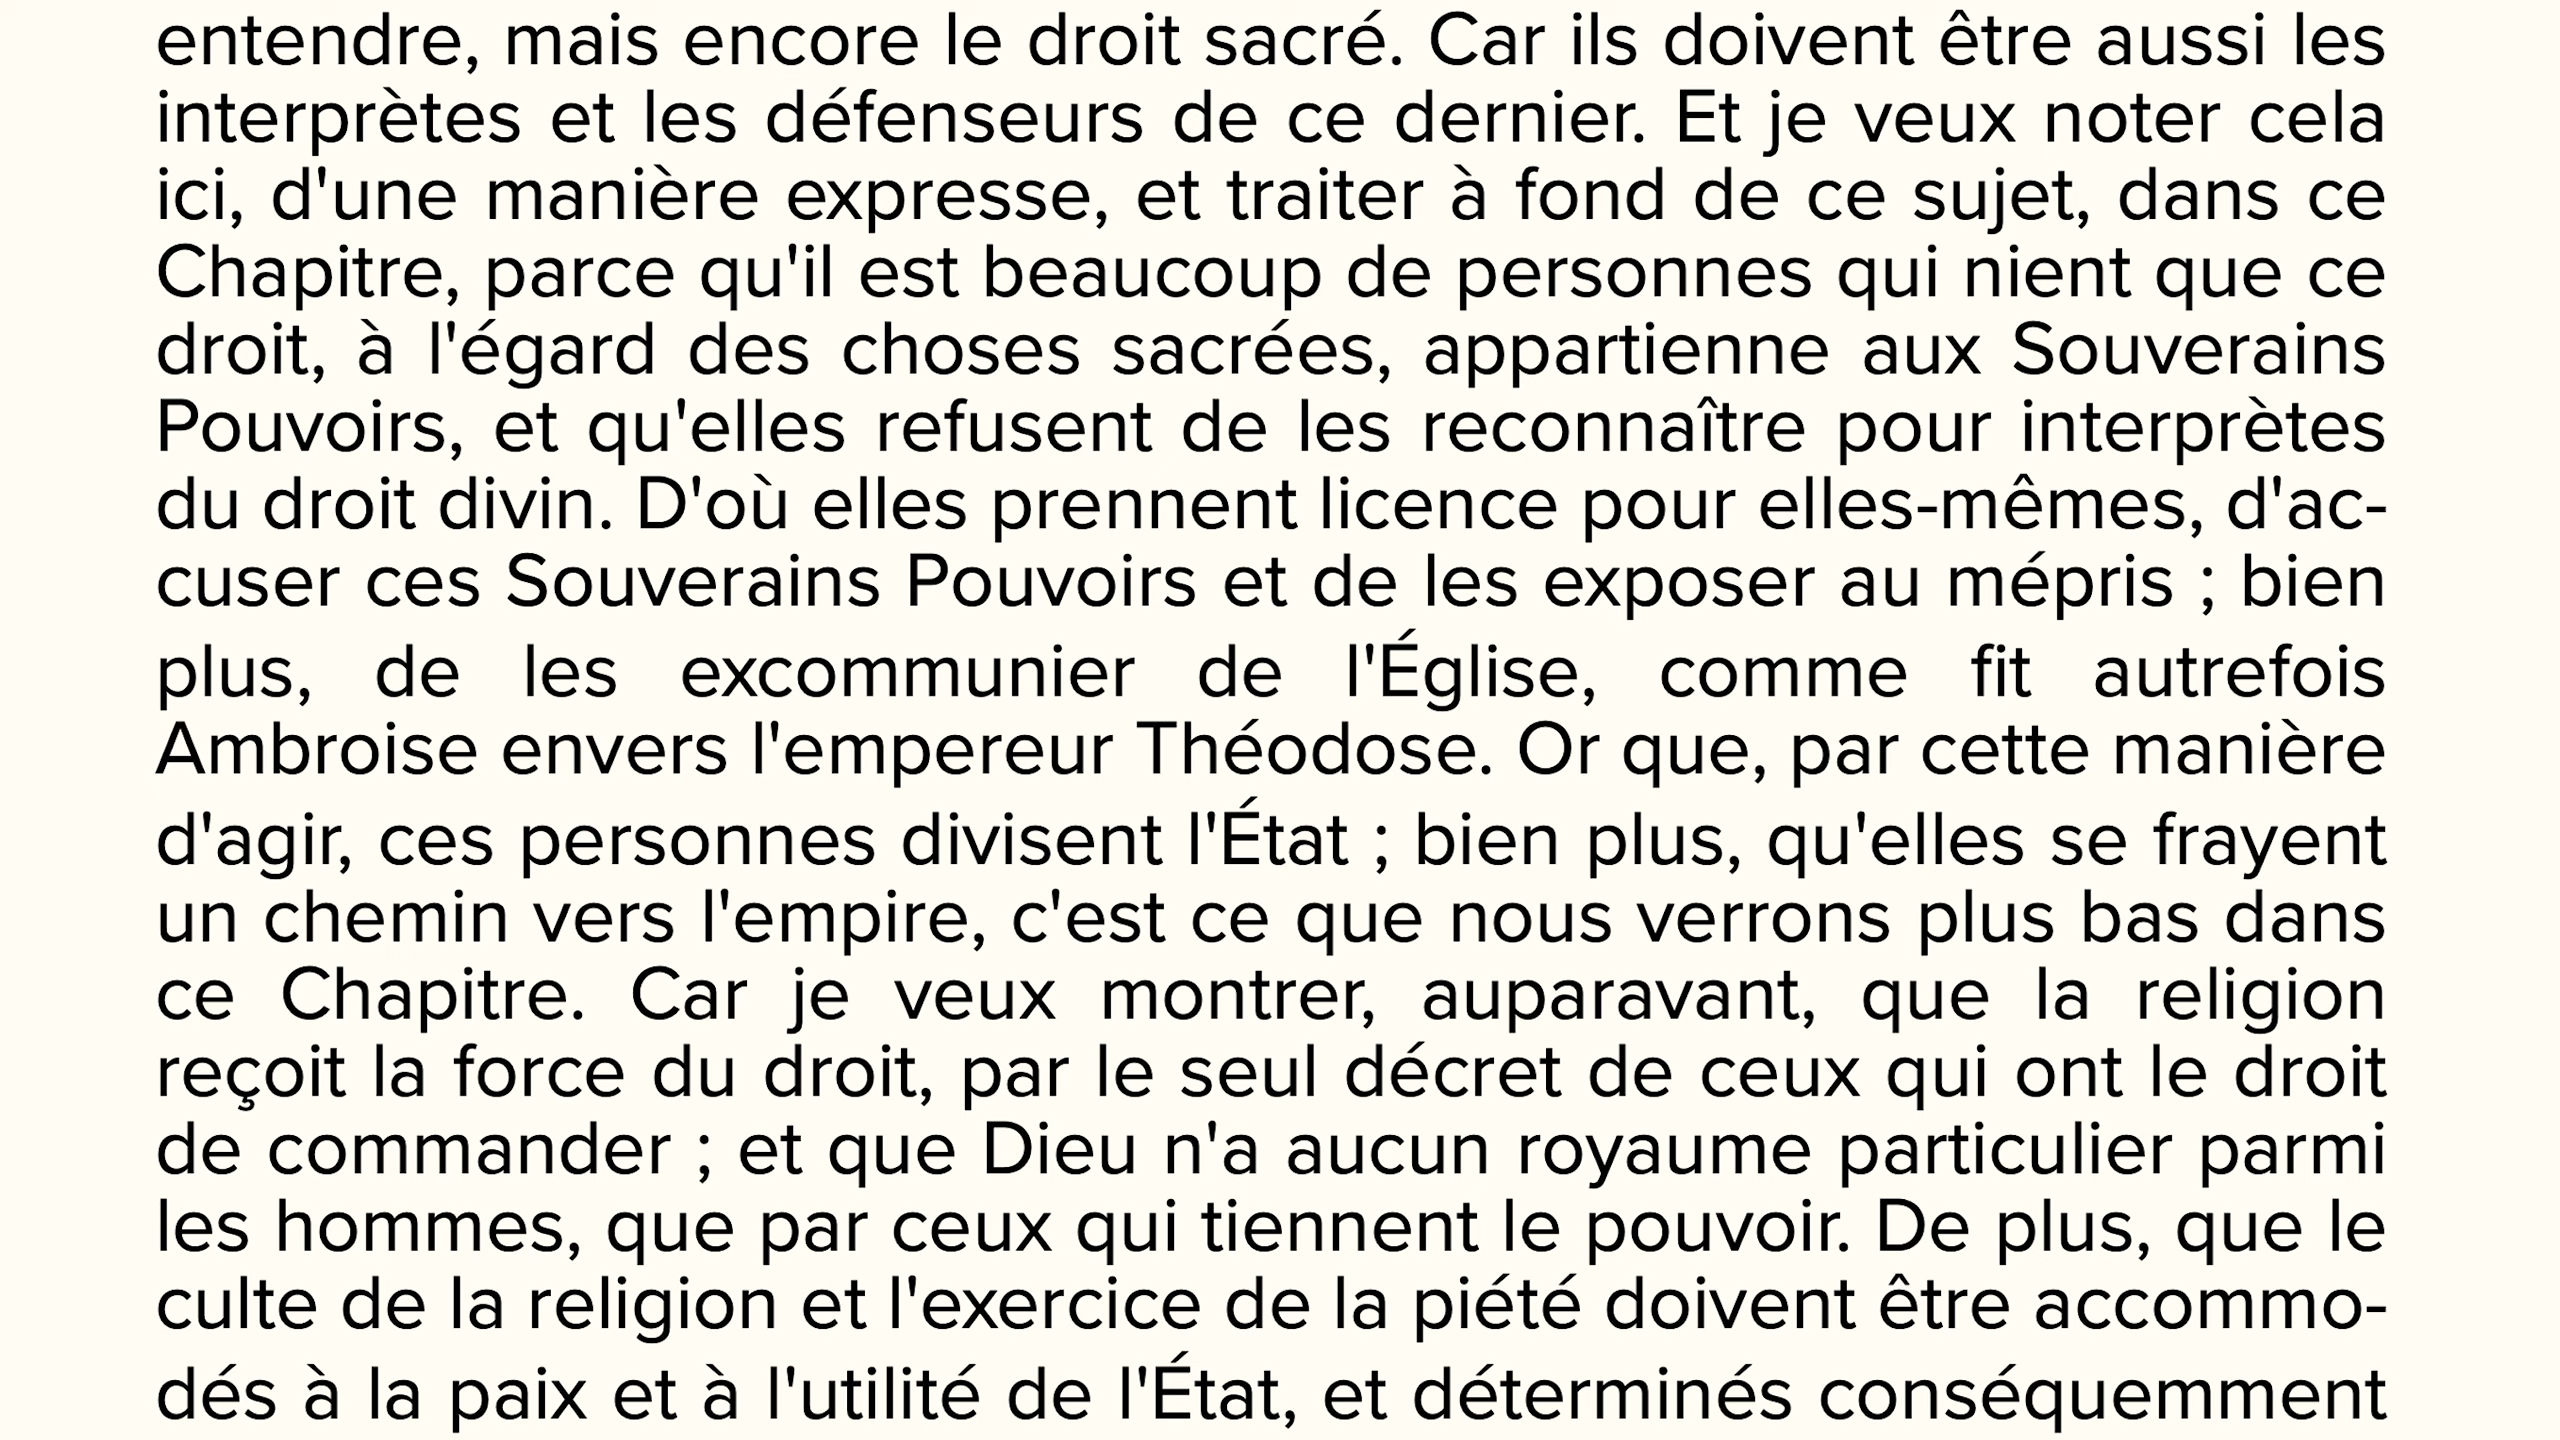 entendre, mais encore le droit sacré. Car ils doivent être aussi les
interprètes et les défenseurs de ce dernier. Et je veux noter cela
ici, d'une manière expresse, et traiter à fond de ce sujet, dans ce
Chapitre, parce qu'il est beaucoup de personnes qui nient que ce
droit, à l'égard des choses sacrées, appartienne aux Souverains
Pouvoirs, et qu'elles refusent de les reconnaître pour interprètes
du droit divin. D'où elles prennent licence pour elles-mêmes, d'ac-
cuser ces Souverains Pouvoirs et de les exposer au mépris ; bien
plus, de les excommunier de l'Église, comme fit autrefois
Ambroise envers l'empereur Théodose. Or que, par cette manière
d'agir, ces personnes divisent l'État ; bien plus, qu'elles se frayent
un chemin vers l'empire, c'est ce que nous verrons plus bas dans
ce Chapitre. Car je veux montrer, auparavant, que la religion
reçoit la force du droit, par le seul décret de ceux qui ont le droit
de commander ; et que Dieu n'a aucun royaume particulier parmi
les hommes, que par ceux qui tiennent le pouvoir. De plus, que le
culte de la religion et l'exercice de la piété doivent être accommo-
dés à la paix et à l'utilité de l'État, et déterminés conséquemment